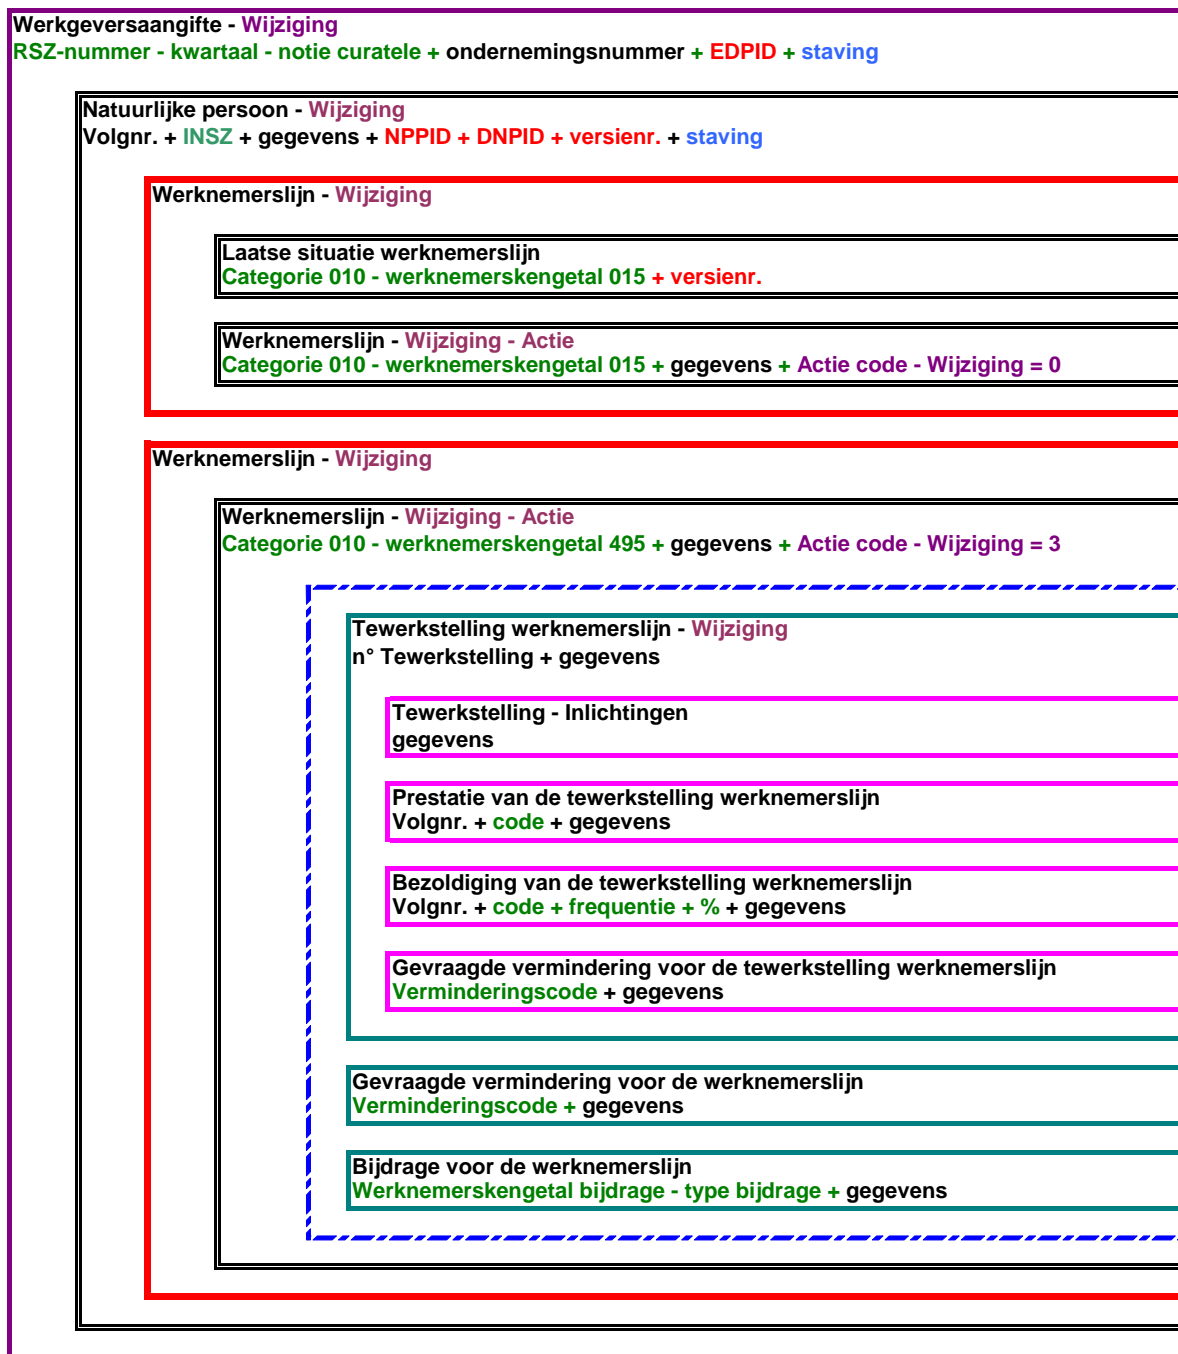 Werkgeversaangifte - Wijziging
RSZ-nummer - kwartaal - notie curatele + ondernemingsnummer + EDPID + staving
Natuurlijke persoon - Wijziging
Volgnr. + INSZ + gegevens + NPPID + DNPID + versienr. + staving
Werknemerslijn - Wijziging
Laatse situatie werknemerslijn
Categorie 010 - werknemerskengetal 015 + versienr.
Werknemerslijn - Wijziging - Actie
Categorie 010 - werknemerskengetal 015 + gegevens + Actie code - Wijziging = 0
Werknemerslijn - Wijziging
Werknemerslijn - Wijziging - Actie
Categorie 010 - werknemerskengetal 495 + gegevens + Actie code - Wijziging = 3
Tewerkstelling werknemerslijn - Wijziging
n° Tewerkstelling + gegevens
Tewerkstelling - Inlichtingen
gegevens
Prestatie van de tewerkstelling werknemerslijn
Volgnr. + code + gegevens
Bezoldiging van de tewerkstelling werknemerslijn
Volgnr. + code + frequentie + % + gegevens
Gevraagde vermindering voor de tewerkstelling werknemerslijn
Verminderingscode + gegevens
Gevraagde vermindering voor de werknemerslijn
Verminderingscode + gegevens
Bijdrage voor de werknemerslijn
Werknemerskengetal bijdrage - type bijdrage + gegevens